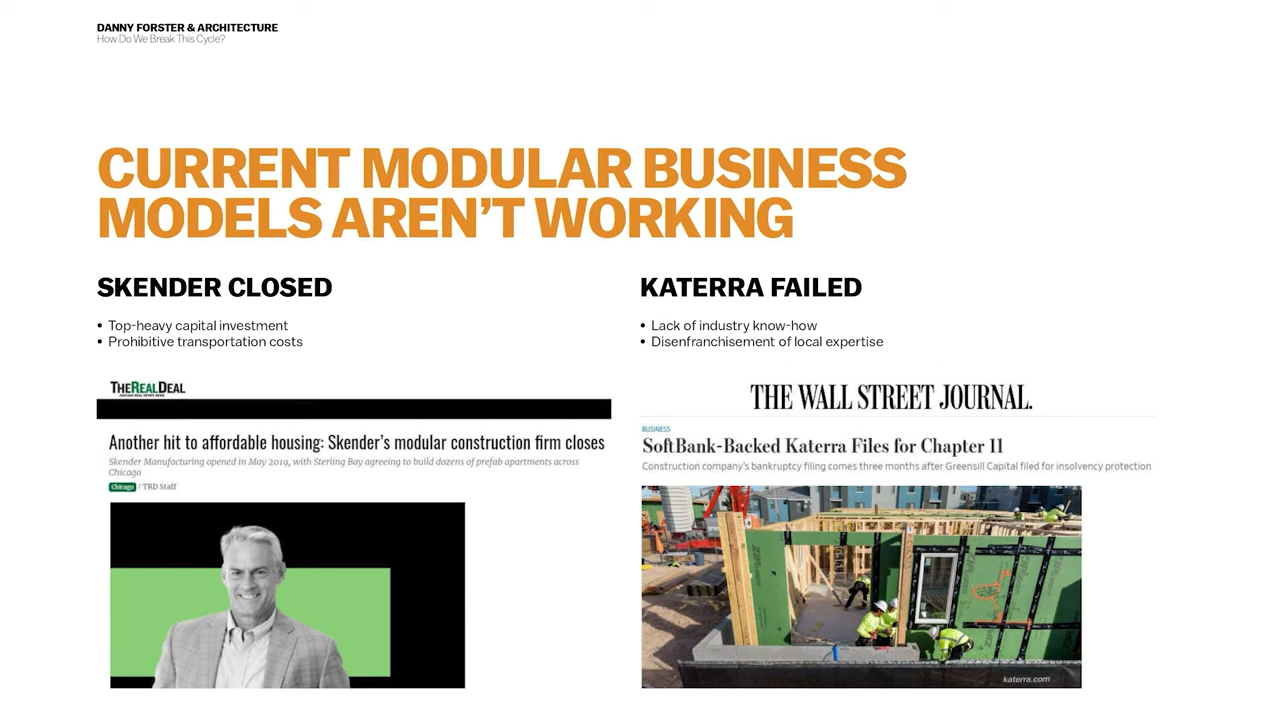 DANNY FORSTER & ARCHITECTURE
How Do We Break This Cycle?
CURRENT MODULAR BUSINESS
MODELS AREN'T WORKING
SKENDER CLOSED
• Top-heavy capital investment
• Prohibitive transportation costs
THEREALDEAL
CHICAGO REAL ESTATE NEWS
Another hit to affordable housing: Skender's modular construction firm closes
Skender Manufacturing opened in May 2019, with Sterling Bay agreeing to build dozens of prefab apartments across
Chicago
Chicago / TRD Staff
KATERRA FAILED
• Lack of industry know-how
• Disenfranchisement of local expertise
THE WALL STREET JOURNAL.
BUSINESS
SoftBank-Backed Katerra Files for Chapter 11
Construction company's bankruptcy filing comes three months after Greensill Capital filed for insolvency protection
katerra.com